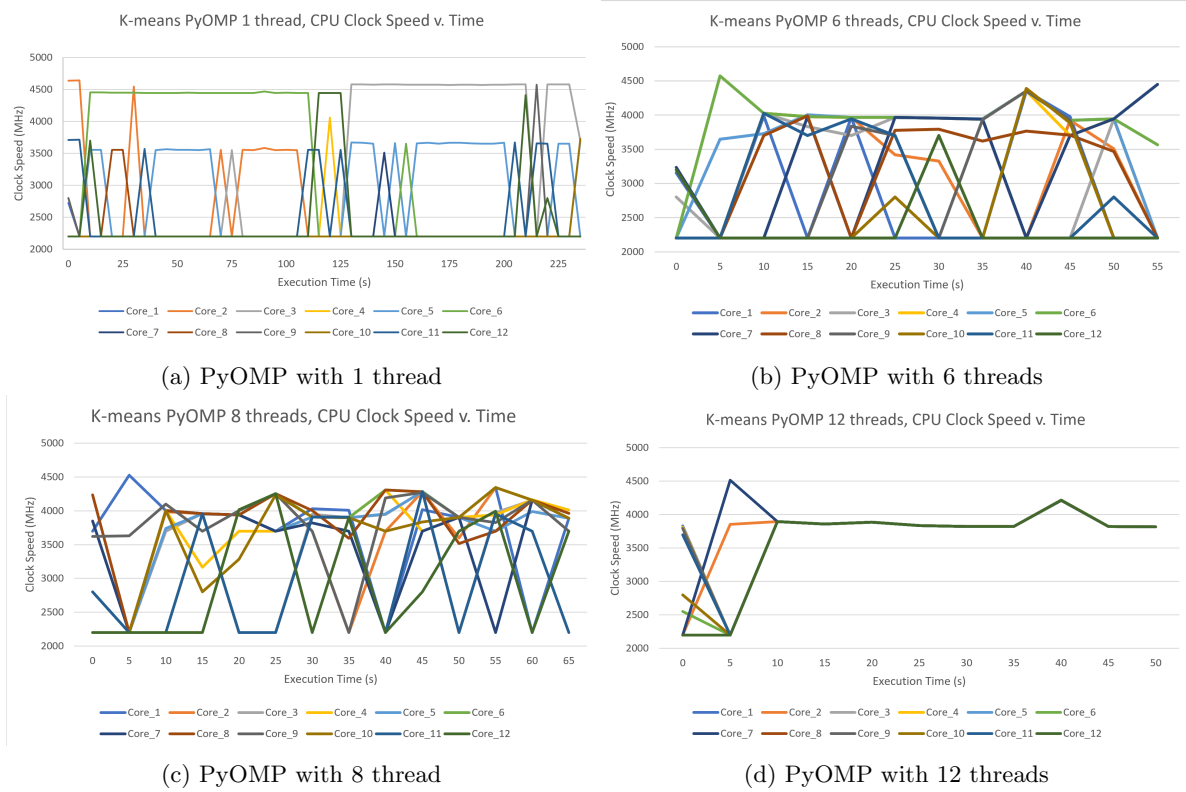 K-means PyOMP 1 thread, CPU Clock Speed v. Time
Clock Speed (MHz)
5000
4500
4000
3500
3000
2500
2000
0 25 50 75 100 125 150 175 200 225
Execution Time (s)
Core_1 Core_2 Core_3 Core_4 Core_5 Core_6
Core_7 Core_8 Core_9 Core_10 Core_11 Core_12
(a) PyOMP with 1 thread
K-means PyOMP 6 threads, CPU Clock Speed v. Time
Clock Speed (MHz)
5000
4500
4000
3500
3000
2500
2000
0 5 10 15 20 25 30 35 40 45 50 55
Execution Time (s)
Core_1 Core_2 Core_3 Core_4 Core_5 Core_6
Core_7 Core_8 Core_9 Core_10 Core_11 Core_12
(b) PyOMP with 6 threads
K-means PyOMP 8 threads, CPU Clock Speed v. Time
Clock Speed (MHz)
5000
4500
4000
3500
3000
2500
2000
0 5 10 15 20 25 30 35 40 45 50 55 60 65
Execution Time (s)
Core_1 Core_2 Core_3 Core_4 Core_5 Core_6
Core_7 Core_8 Core_9 Core_10 Core_11 Core_12
(c) PyOMP with 8 thread
K-means PyOMP 12 threads, CPU Clock Speed v. Time
Clock Speed (MHz)
5000
4500
4000
3500
3000
2500
2000
0 5 10 15 20 25 30 35 40 45 50
Execution Time (s)
Core_1 Core_2 Core_3 Core_4 Core_5 Core_6
Core_7 Core_8 Core_9 Core_10 Core_11 Core_12
(d) PyOMP with 12 threads